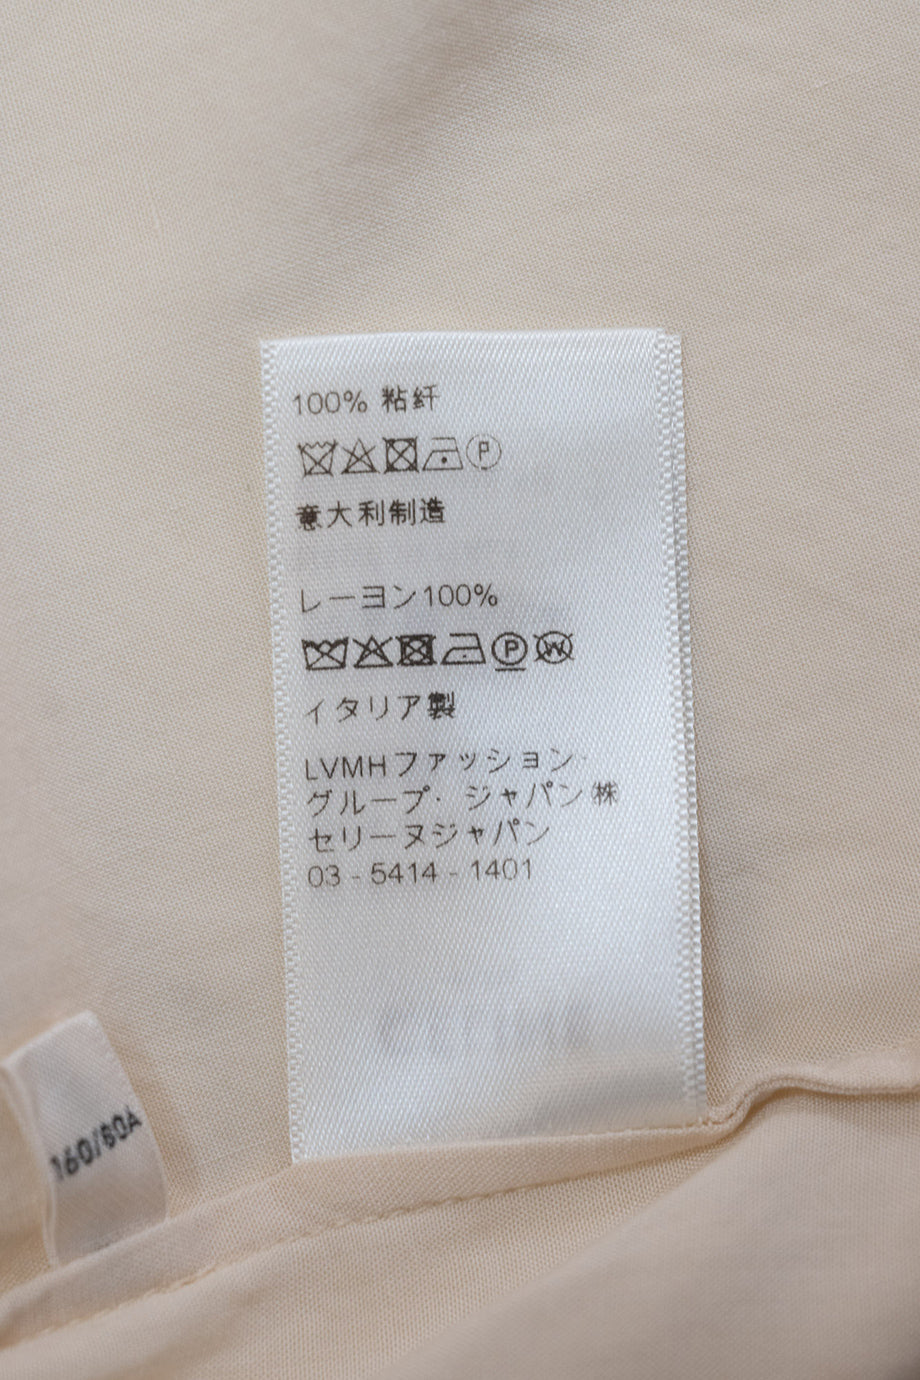 100% 粘纤
P
意大利制造
レーヨン100%
P W
イタリア製
LVMHファッション·
グループ· ジャパン㈱
セリーヌジャパン
03 - 5414 - 1401
160/80A